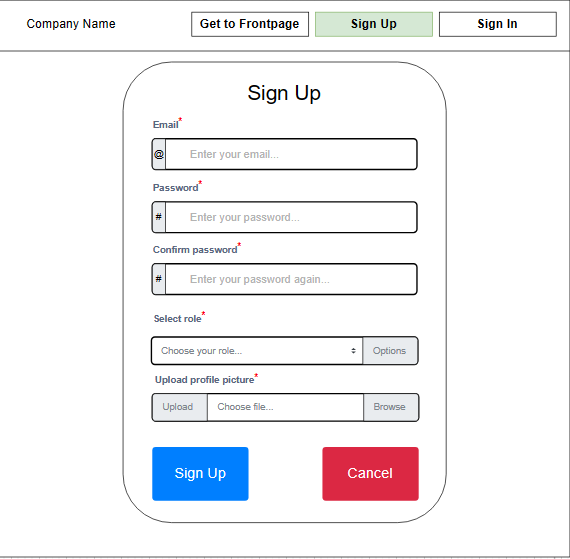 Company Name
Get to Frontpage
Sign Up
Sign In
Sign Up
Email*
@ Enter your email...
Password*
# Enter your password...
Confirm password*
# Enter your password again...
Select role*
Choose your role... Options
Upload profile picture*
Upload Choose file... Browse
Sign Up
Cancel